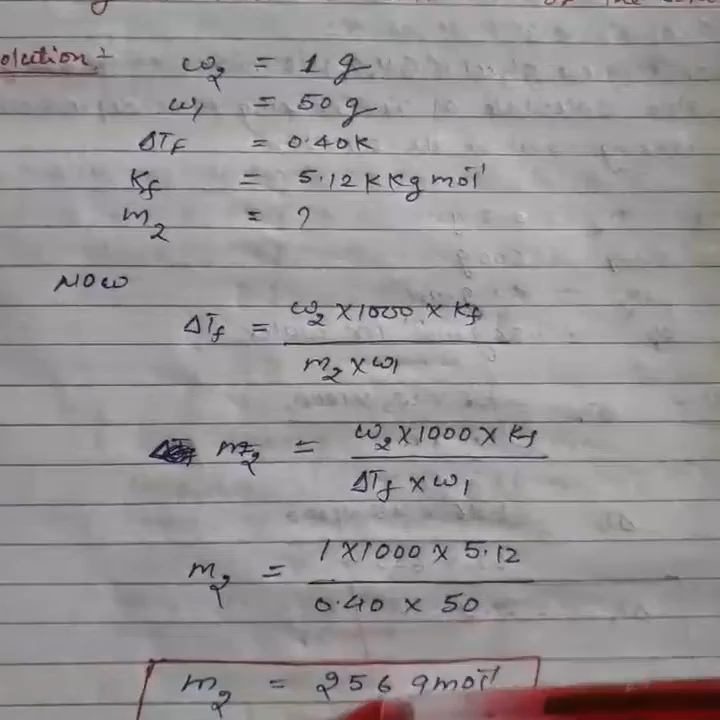 of the
Solution:-
w₂ = 1 g
w₁ = 50 g
ΔTf = 0.40K
Kf = 5.12 K Kg mol⁻¹
m₂ = ?
NOW
ΔTf = w₂ × 1000 × Kf / m₂ × w₁
m₂ = w₂ × 1000 × Kf / ΔTf × w₁
m₂ = 1 × 1000 × 5.12 / 0.40 × 50
m₂ = 256 g mol⁻¹